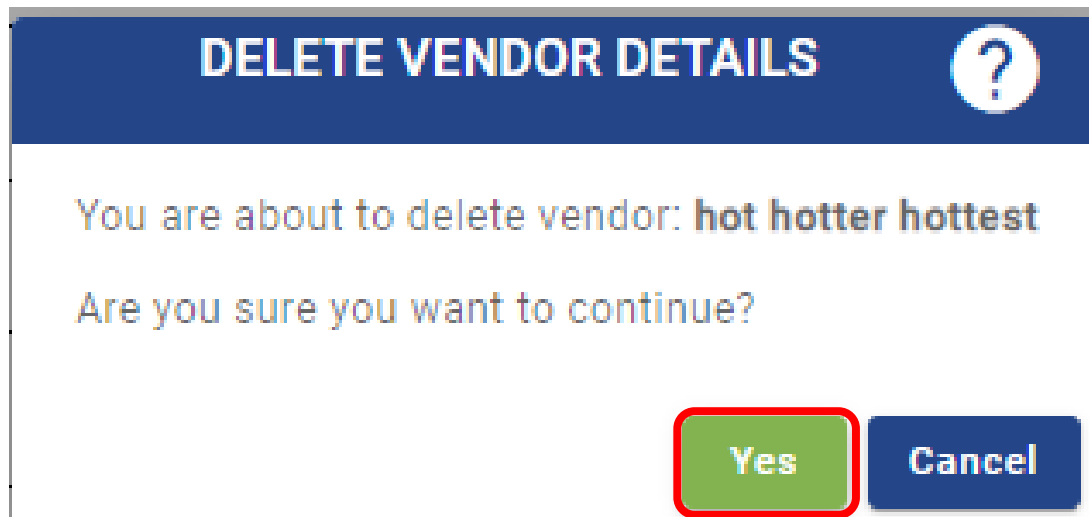 DELETE VENDOR DETAILS ?
You are about to delete vendor: hot hotter hottest
Are you sure you want to continue?
Yes Cancel